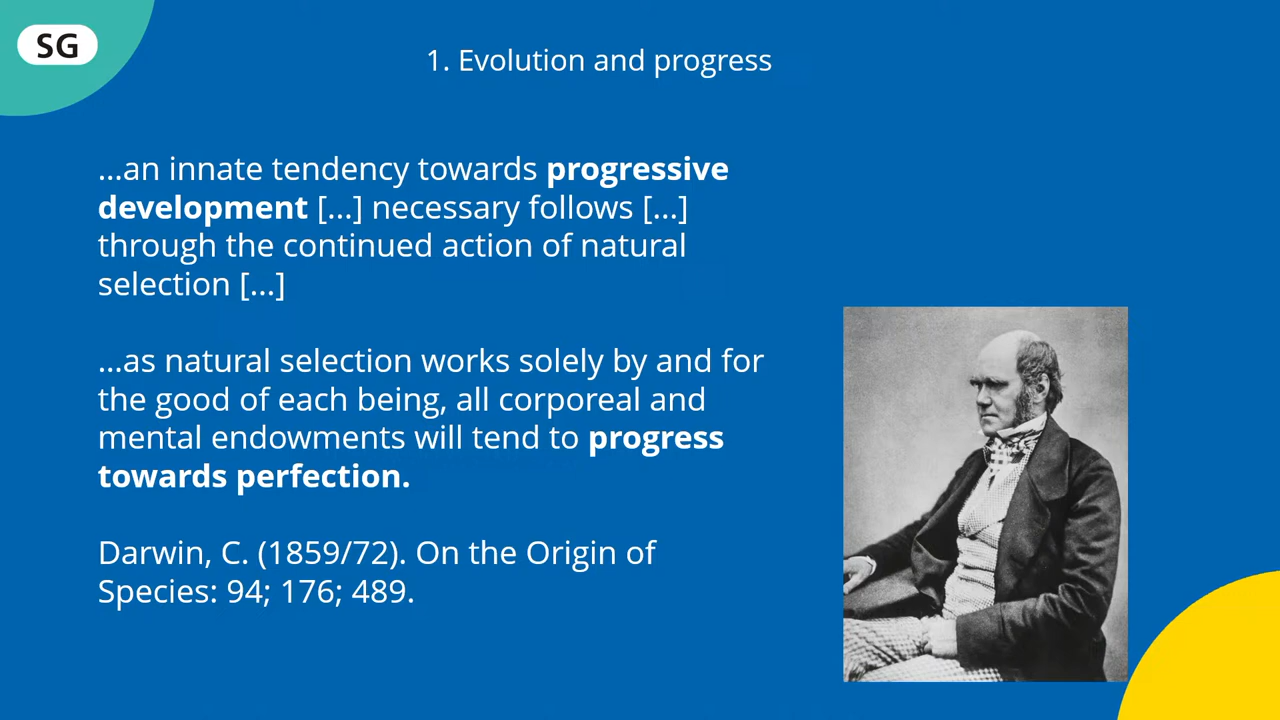 SG
1. Evolution and progress
...an innate tendency towards progressive
development [...] necessary follows [...]
through the continued action of natural
selection [...]
...as natural selection works solely by and for
the good of each being, all corporeal and
mental endowments will tend to progress
towards perfection.
Darwin, C. (1859/72). On the Origin of
Species: 94; 176; 489.